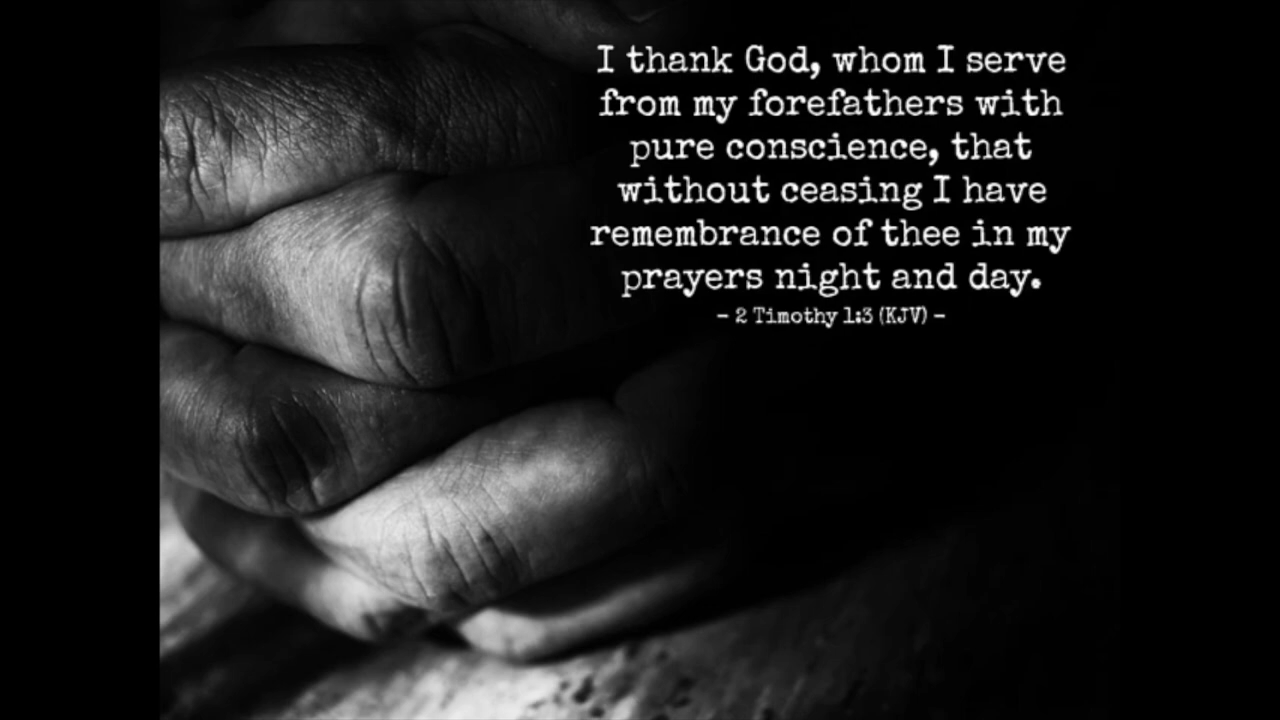 I thank God, whom I serve
from my forefathers with
pure conscience, that
without ceasing I have
remembrance of thee in my
prayers night and day.
- 2 Timothy 1:3 (KJV) -